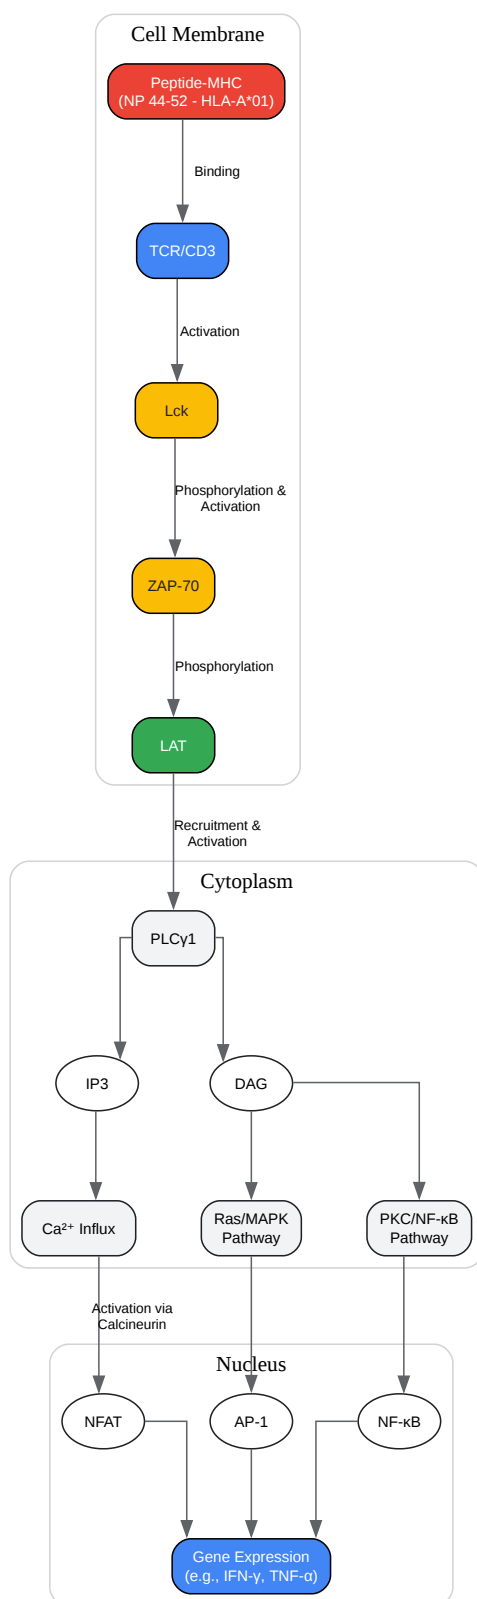 Cell Membrane
Peptide-MHC
(NP 44-52 - HLA-A*01)
Binding
TCR/CD3
Activation
Lck
Phosphorylation &
Activation
ZAP-70
Phosphorylation
LAT
Recruitment &
Activation
Cytoplasm
PLCγ1
IP3
DAG
Ca²⁺ Influx
Ras/MAPK
Pathway
PKC/NF-κB
Pathway
Activation via
Calcineurin
Nucleus
NFAT
AP-1
NF-κB
Gene Expression
(e.g., IFN-γ, TNF-α)